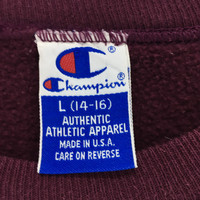 Champion
L (14-16)
AUTHENTIC
ATHLETIC APPAREL
MADE IN U.S.A.
CARE ON REVERSE